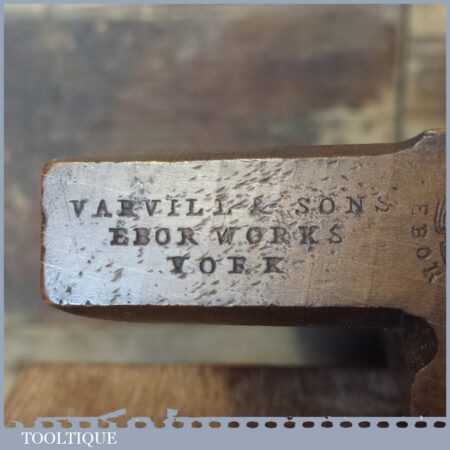 VARVILL & SONS
EBOR WORKS
YORK
EBOR
TOOLTIQUE